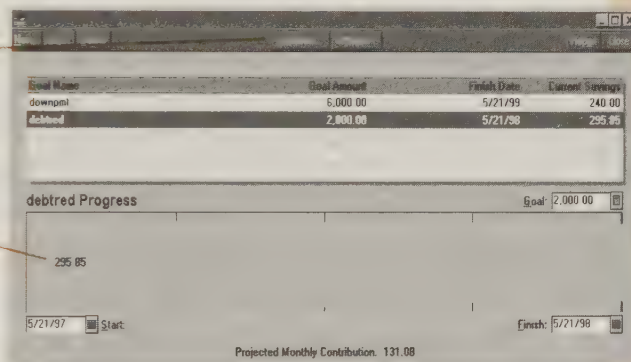 Close
Goal Name Goal Amount Finish Date Current Savings
downpmt 6,000.00 5/21/99 240.00
debtred 2,000.00 5/21/98 295.85
debtred Progress Goal: 2,000.00
295.85
5/21/97 Start: Finish: 5/21/98
Projected Monthly Contribution. 131.08